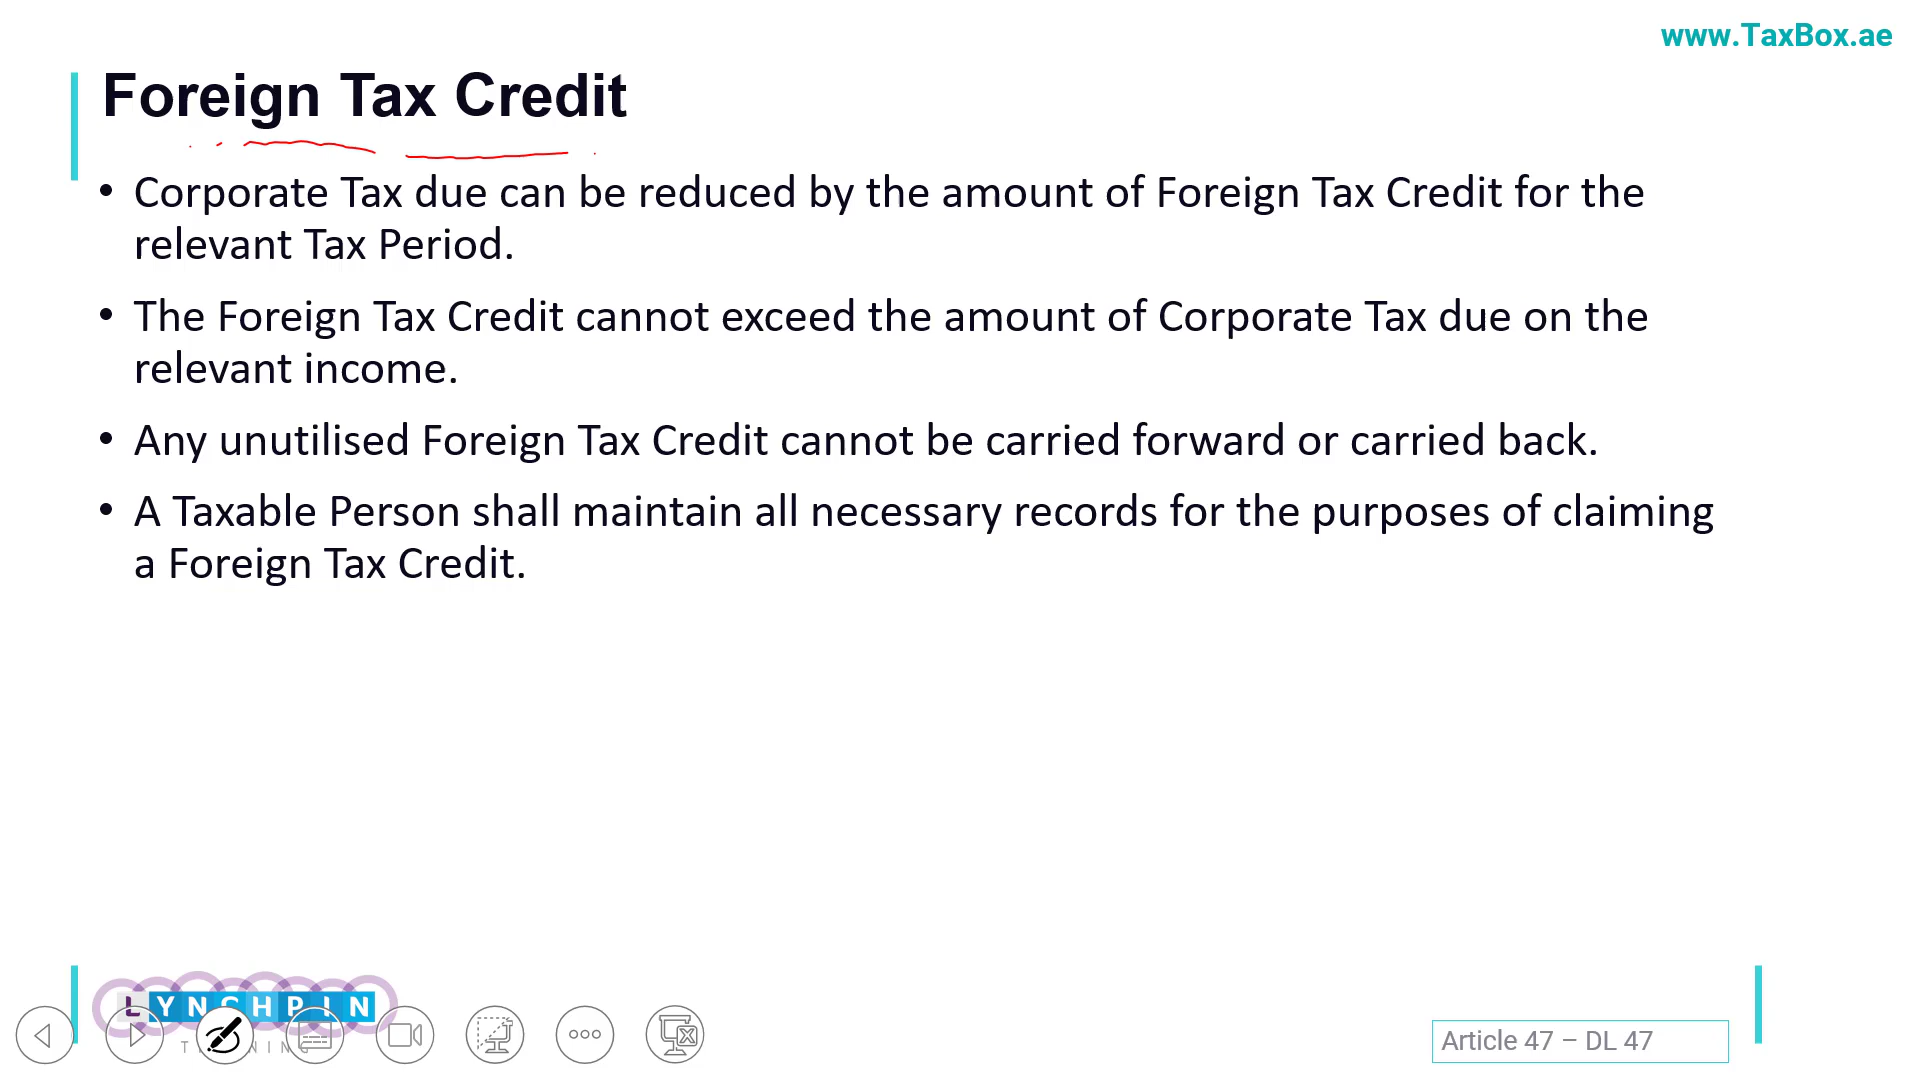 www.TaxBox.ae
Foreign Tax Credit
• Corporate Tax due can be reduced by the amount of Foreign Tax Credit for the
relevant Tax Period.
• The Foreign Tax Credit cannot exceed the amount of Corporate Tax due on the
relevant income.
• Any unutilised Foreign Tax Credit cannot be carried forward or carried back.
• A Taxable Person shall maintain all necessary records for the purposes of claiming
a Foreign Tax Credit.
LYNCHPIN
Article 47 – DL 47